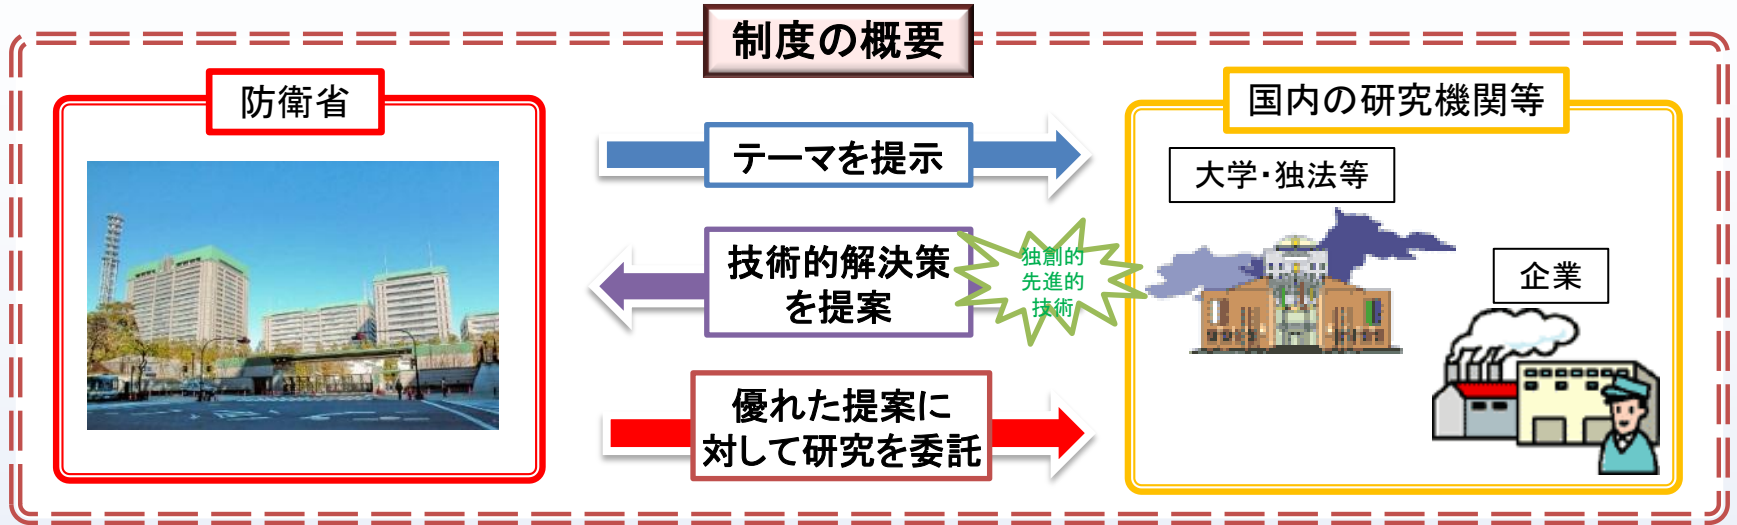 制度の概要
防衛省
国内の研究機関等
テーマを提示
大学・独法等
技術的解決策
を提案
独創的
先進的
技術
企業
優れた提案に
対して研究を委託